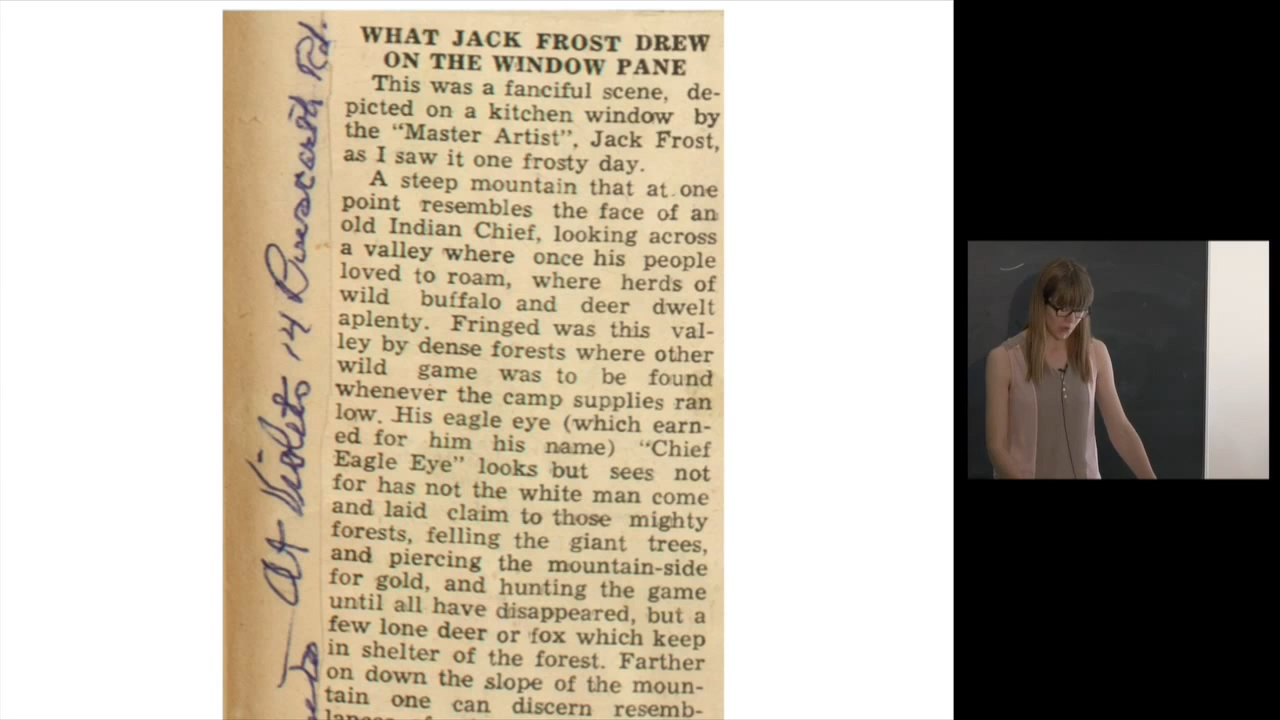 WHAT JACK FROST DREW
ON THE WINDOW PANE
This was a fanciful scene, de-
picted on a kitchen window by
the "Master Artist", Jack Frost,
as I saw it one frosty day.
A steep mountain that at one
point resembles the face of an
old Indian Chief, looking across
a valley where once his people
loved to roam, where herds of
wild buffalo and deer dwelt
aplenty. Fringed was this val-
ley by dense forests where other
wild game was to be found
whenever the camp supplies ran
low. His eagle eye (which earn-
ed for him his name) "Chief
Eagle Eye" looks but sees not
for has not the white man come
and laid claim to those mighty
forests, felling the giant trees,
and piercing the mountain-side
for gold, and hunting the game
until all have disappeared, but a
few lone deer or fox which keep
in shelter of the forest. Farther
on down the slope of the moun-
tain one can discern resemb-
At Violets 14 Rd.